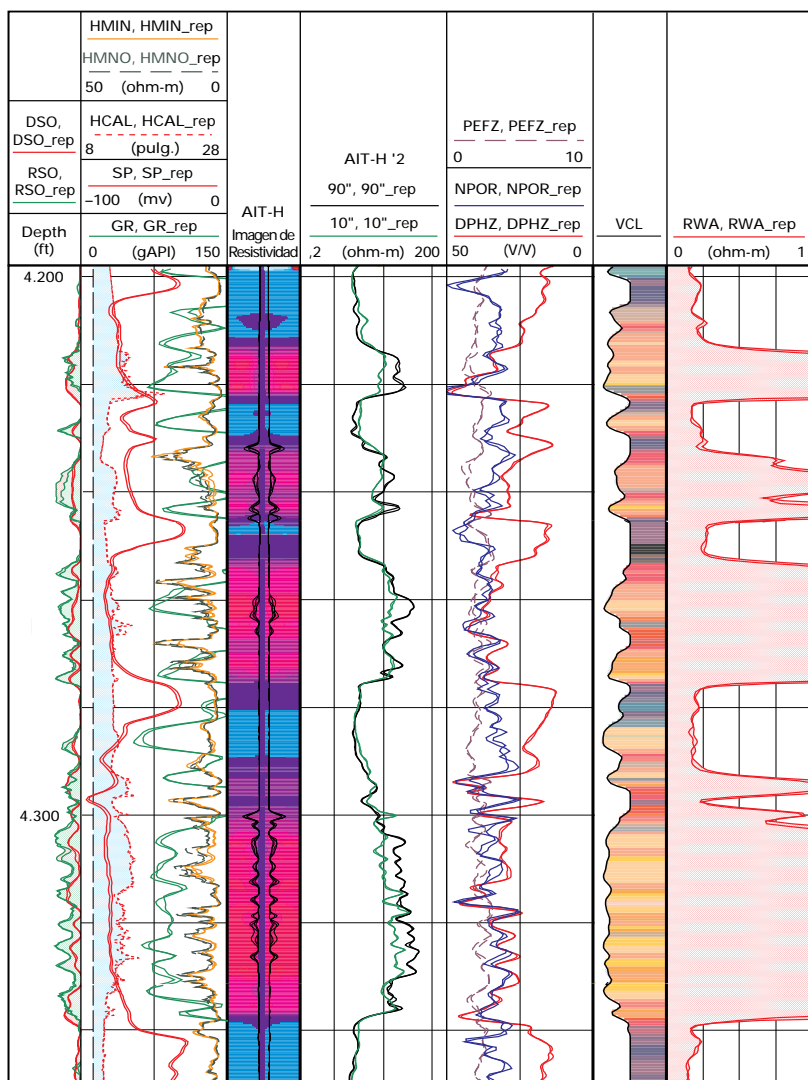 HMIN, HMIN_rep
HMNO, HMNO_rep
50 (ohm-m) 0
DSO,
DSO_rep
HCAL, HCAL_rep
8 (pulg.) 28
RSO,
RSO_rep
SP, SP_rep
–100 (mv) 0
Depth
(ft)
GR, GR_rep
0 (gAPI) 150
AIT-H
Imagen de
Resistividad
AIT-H '2
90", 90"_rep
10", 10"_rep
,2 (ohm-m) 200
PEFZ, PEFZ_rep
0 10
NPOR, NPOR_rep
DPHZ, DPHZ_rep
50 (V/V) 0
VCL
RWA, RWA_rep
0 (ohm-m) 1
4.200
4.300